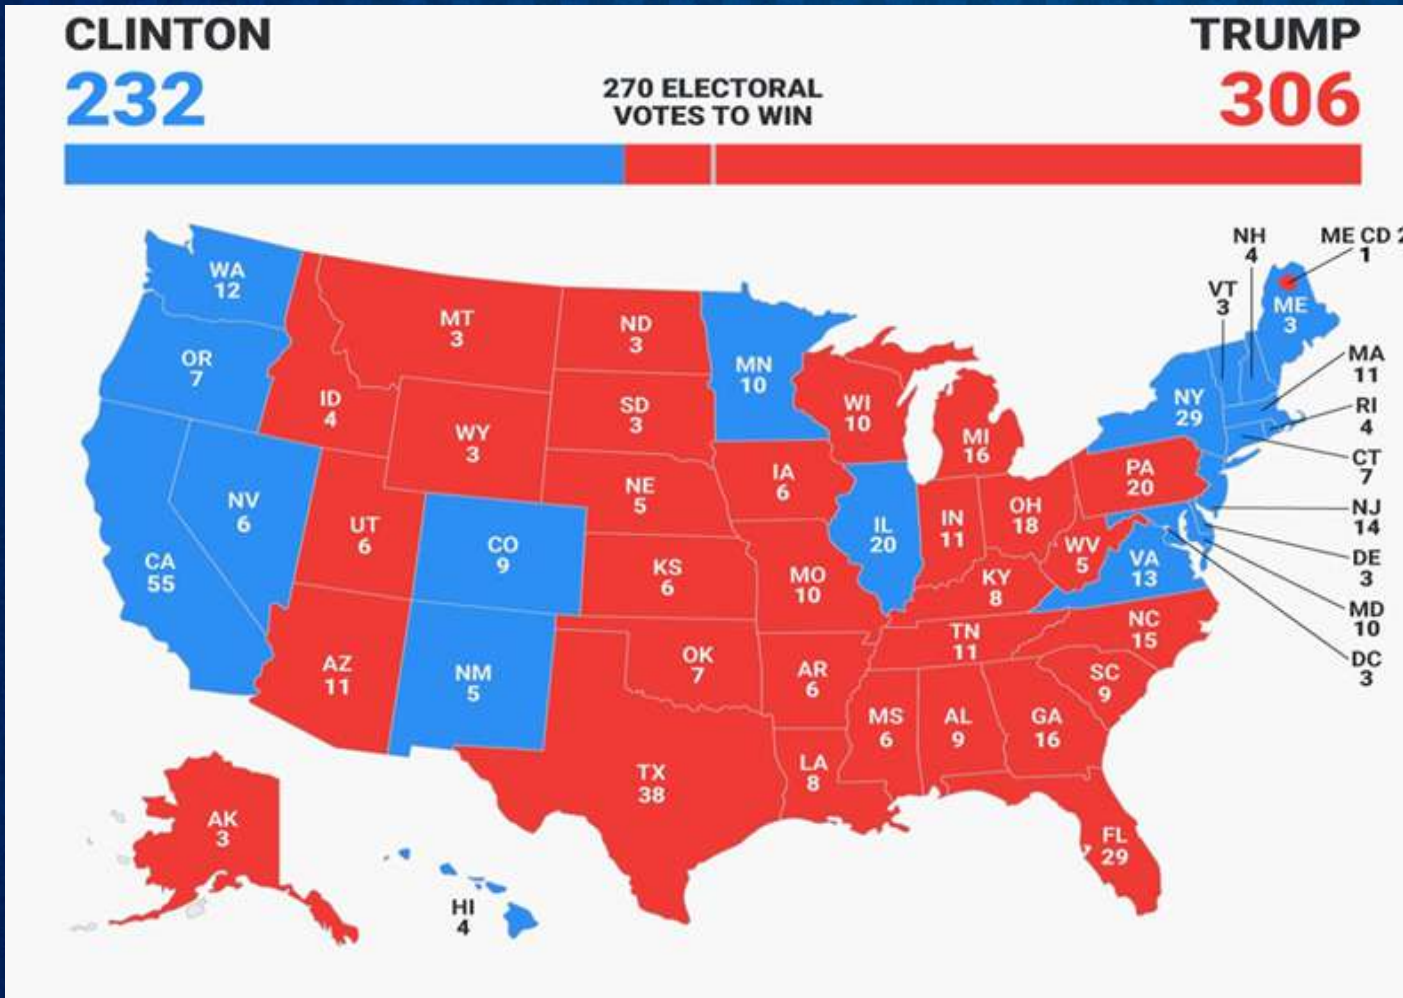 CLINTON
TRUMP
232
270 ELECTORAL
VOTES TO WIN
306
NH
4
ME CD 2
1
WA
12
VT
3
ME
3
MT
3
ND
3
OR
7
MN
10
MA
11
ID
4
SD
3
WI
10
NY
29
RI
4
WY
3
MI
16
CT
7
IA
6
PA
20
NE
5
NV
6
UT
6
CO
9
IL
20
IN
11
OH
18
NJ
14
WV
5
VA
13
DE
3
CA
55
KS
6
MO
10
KY
8
MD
10
NC
15
TN
11
DC
3
AZ
11
NM
5
OK
7
AR
6
SC
9
MS
6
AL
9
GA
16
TX
38
LA
8
AK
3
FL
29
HI
4